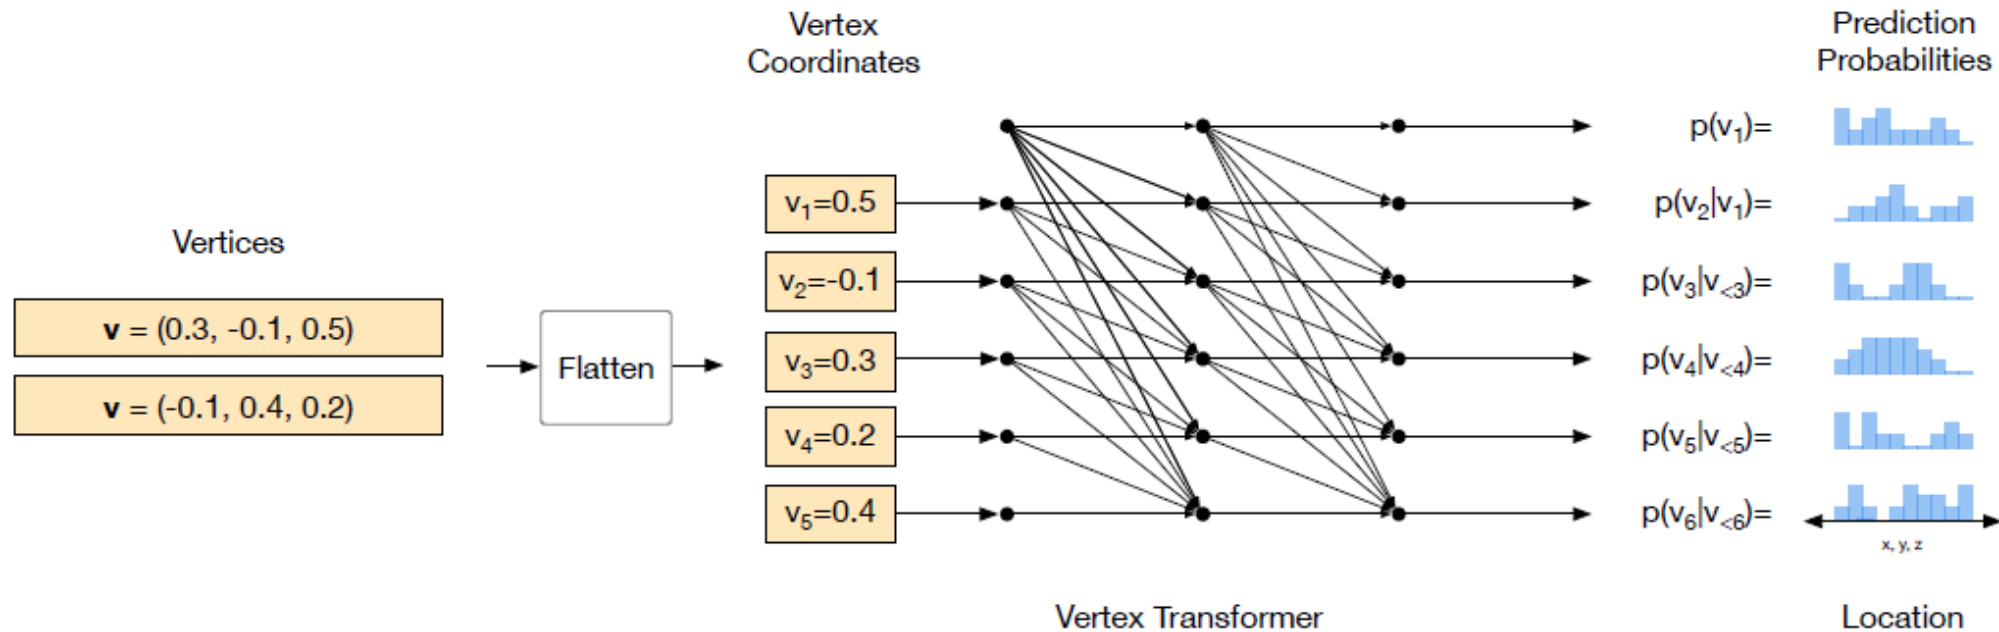 Vertices
v = (0.3, -0.1, 0.5)
v = (-0.1, 0.4, 0.2)
Flatten
Vertex
Coordinates
v₁=0.5
v₂=-0.1
v₃=0.3
v₄=0.2
v₅=0.4
Vertex Transformer
Prediction
Probabilities
p(v₁)=
p(v₂|v₁)=
p(v₃|v<₃)=
p(v₄|v<₄)=
p(v₅|v<₅)=
p(v₆|v<₆)=
x, y, z
Location